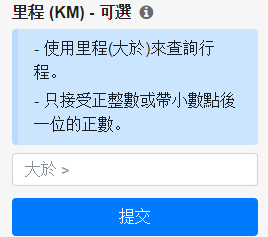 里程 (KM) - 可選
- 使用里程(大於)來查詢行
程。
- 只接受正整數或帶小數點後
一位的正數。
大於 >
提交